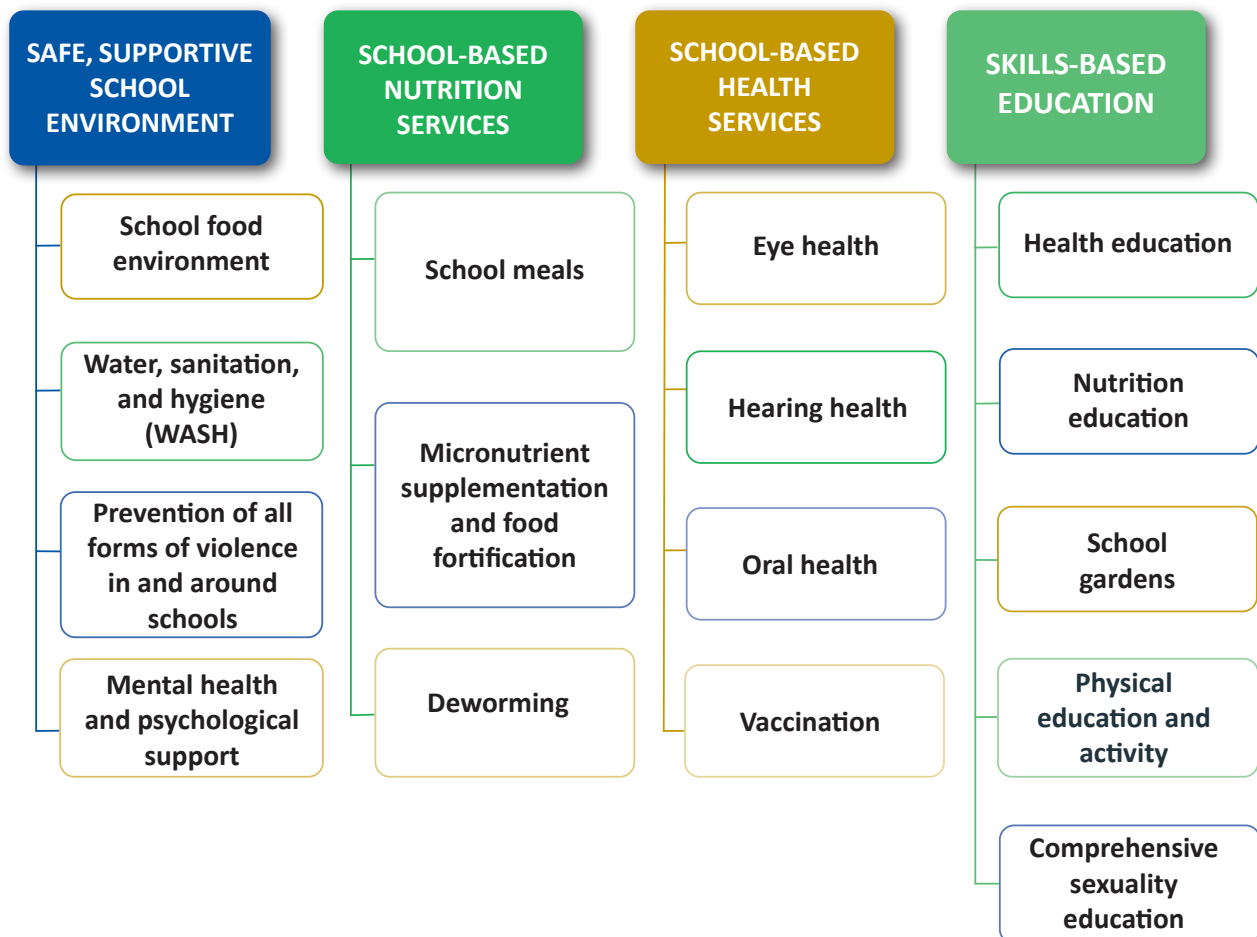 SAFE, SUPPORTIVE
SCHOOL
ENVIRONMENT
School food
environment
Water, sanitation,
and hygiene
(WASH)
Prevention of all
forms of violence
in and around
schools
Mental health
and psychological
support
SCHOOL-BASED
NUTRITION
SERVICES
School meals
Micronutrient
supplementation
and food
fortification
Deworming
SCHOOL-BASED
HEALTH
SERVICES
Eye health
Hearing health
Oral health
Vaccination
SKILLS-BASED
EDUCATION
Health education
Nutrition
education
School
gardens
Physical
education and
activity
Comprehensive
sexuality
education